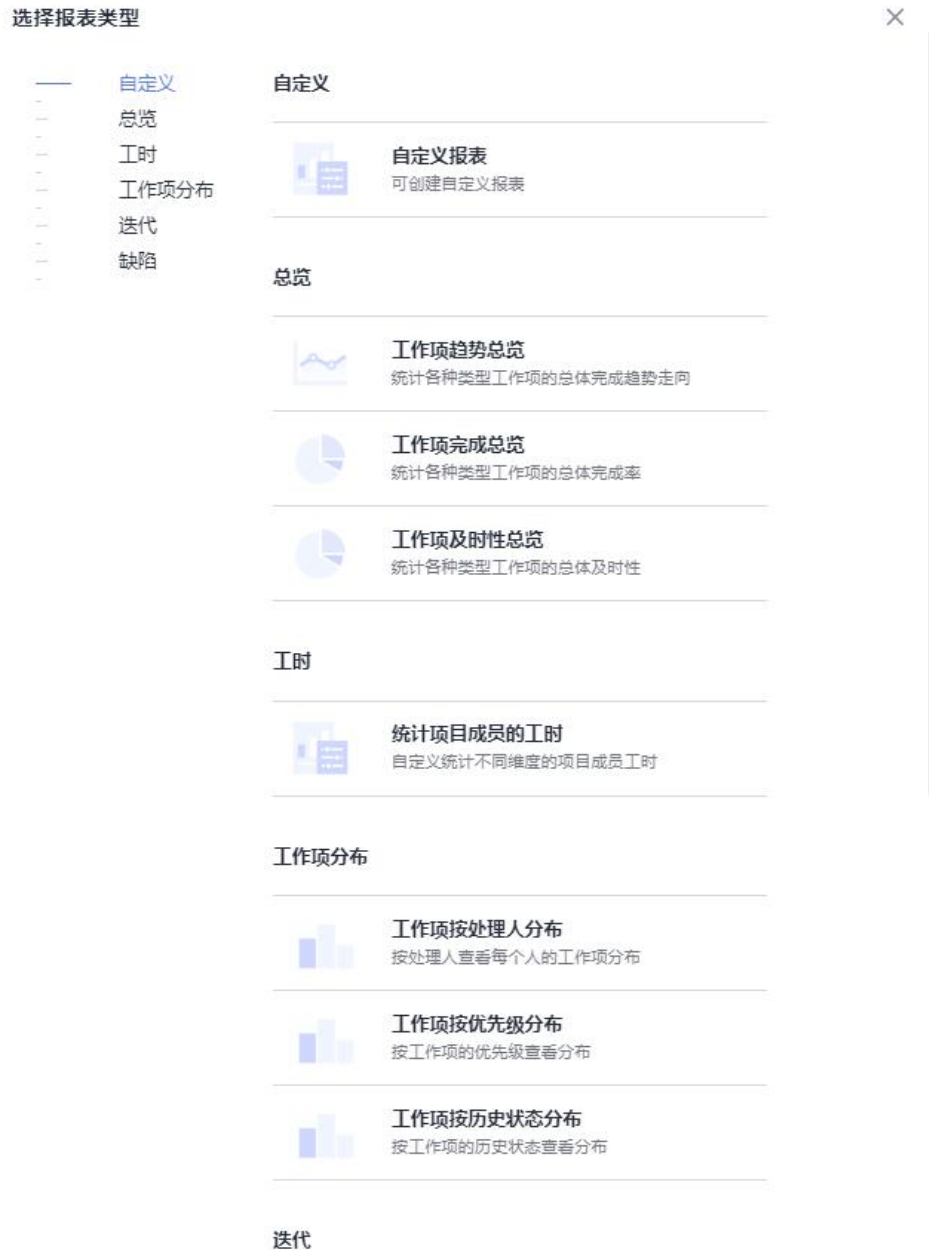 选择报表类型
自定义
总览
工时
工作项分布
迭代
缺陷
自定义
自定义报表
可创建自定义报表
总览
工作项趋势总览
统计各种类型工作项的总体完成趋势走向
工作项完成总览
统计各种类型工作项的总体完成率
工作项及时性总览
统计各种类型工作项的总体及时性
工时
统计项目成员的工时
自定义统计不同维度的项目成员工时
工作项分布
工作项按处理人分布
按处理人查看每个人的工作项分布
工作项按优先级分布
按工作项的优先级查看分布
工作项按历史状态分布
按工作项的历史状态查看分布
迭代